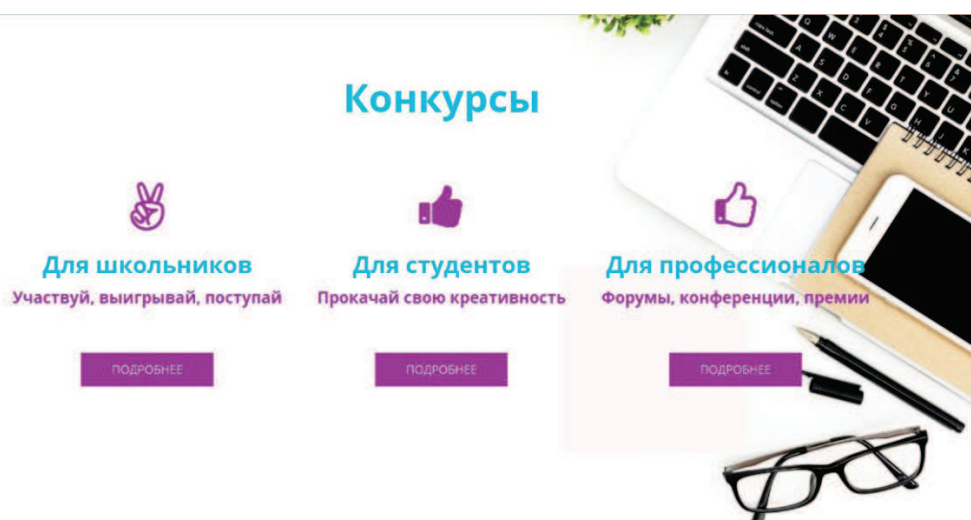 Конкурсы
Для школьников
Участвуй, выигрывай, поступай
ПОДРОБНЕЕ
Для студентов
Прокачай свою креативность
ПОДРОБНЕЕ
Для профессионалов
Форумы, конференции, премии
ПОДРОБНЕЕ